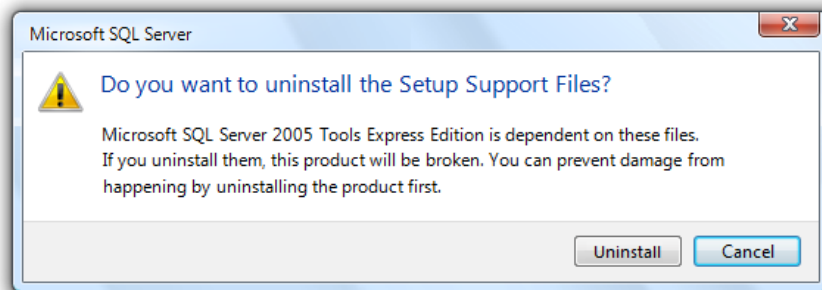 Microsoft SQL Server
Do you want to uninstall the Setup Support Files?
Microsoft SQL Server 2005 Tools Express Edition is dependent on these files.
If you uninstall them, this product will be broken. You can prevent damage from
happening by uninstalling the product first.
Uninstall Cancel